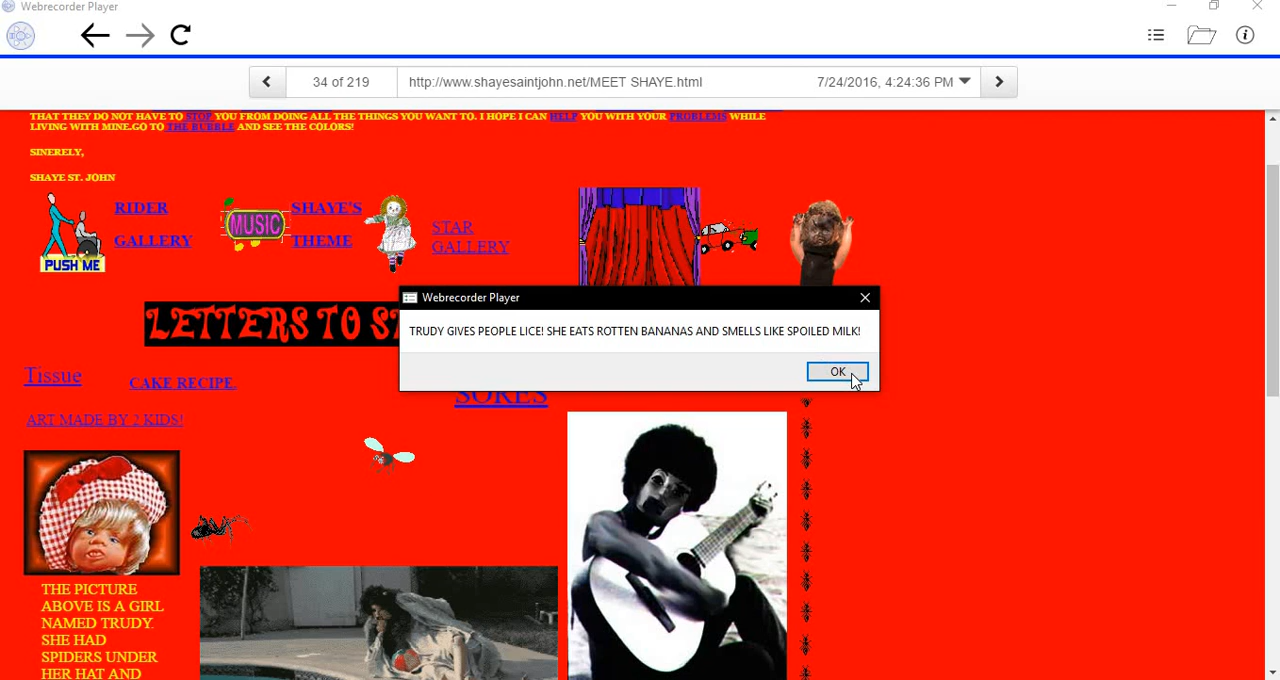 Webrecorder Player
34 of 219
http://www.shayesaintjohn.net/MEET SHAYE.html
7/24/2016, 4:24:36 PM
THAT THEY DO NOT HAVE TO STOP YOU FROM DOING ALL THE THINGS YOU WANT TO. I HOPE I CAN HELP YOU WITH YOUR PROBLEMS WHILE
LIVING WITH MINE.GO TO THE BUBBLE AND SEE THE COLORS!
SINERELY,
SHAYE ST. JOHN
PUSH ME
RIDER
GALLERY
MUSIC
SHAYE'S
THEME
STAR
GALLERY
Webrecorder Player
TRUDY GIVES PEOPLE LICE! SHE EATS ROTTEN BANANAS AND SMELLS LIKE SPOILED MILK!
OK
LETTERS TO
Tissue
CAKE RECIPE.
SORES
ART MADE BY 2 KIDS!
THE PICTURE
ABOVE IS A GIRL
NAMED TRUDY.
SHE HAD
SPIDERS UNDER
HER HAT AND